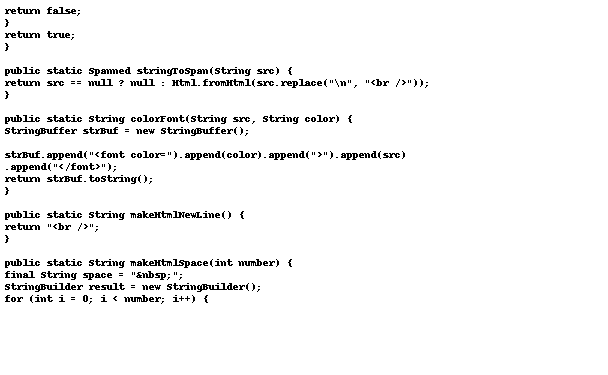 return false;
}
return true;
}
public static Spanned stringToSpan(String src) {
return src == null ? null : Html.fromHtml(src.replace("\n", "<br />"));
}
public static String colorFont(String src, String color) {
StringBuffer strBuf = new StringBuffer();
strBuf.append("<font color=").append(color).append(">").append(src)
.append("</font>");
return strBuf.toString();
}
public static String makeHtmlNewLine() {
return "<br />";
}
public static String makeHtmlSpace(int number) {
final String space = "&nbsp;";
StringBuilder result = new StringBuilder();
for (int i = 0; i < number; i++) {